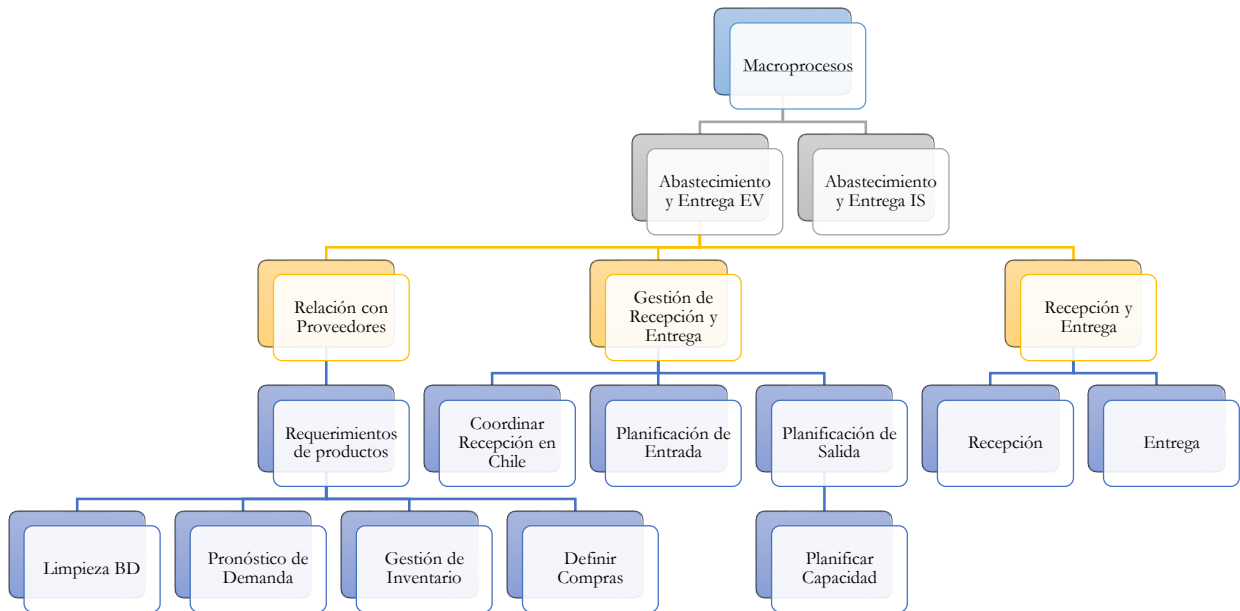 Macroprocesos
Abastecimiento
y Entrega EV
Abastecimiento
y Entrega IS
Relación con
Proveedores
Gestión de
Recepción y
Entrega
Recepción y
Entrega
Requerimientos
de productos
Coordinar
Recepción en
Chile
Planificación de
Entrada
Planificación de
Salida
Recepción
Entrega
Limpieza BD
Pronóstico de
Demanda
Gestión de
Inventario
Definir
Compras
Planificar
Capacidad